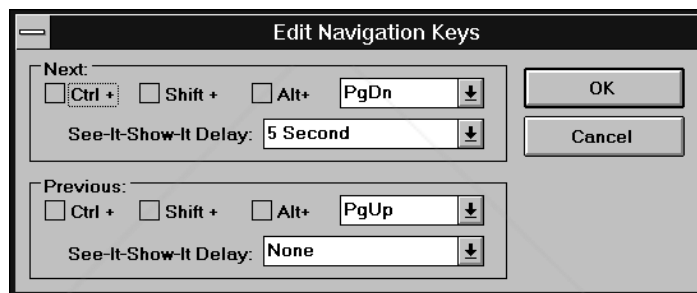 Edit Navigation Keys
Next:
Ctrl + Shift + Alt+ PgDn
OK
See-It-Show-It Delay: 5 Second
Cancel
Previous:
Ctrl + Shift + Alt+ PgUp
See-It-Show-It Delay: None